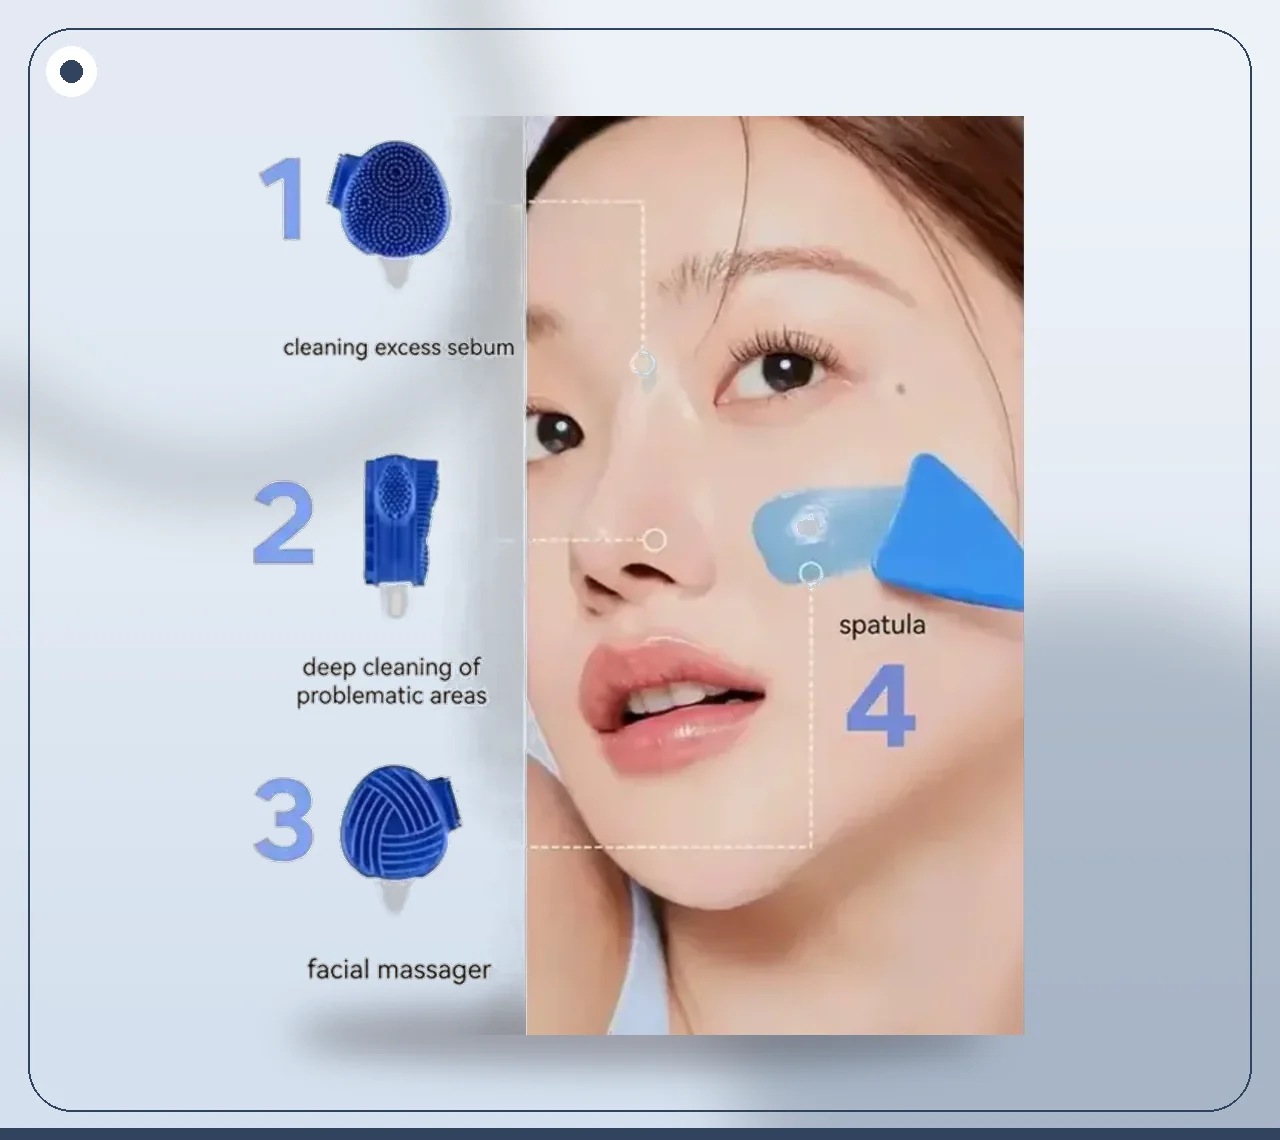 1
cleaning excess sebum
2
deep cleaning of
problematic areas
3
facial massager
spatula
4